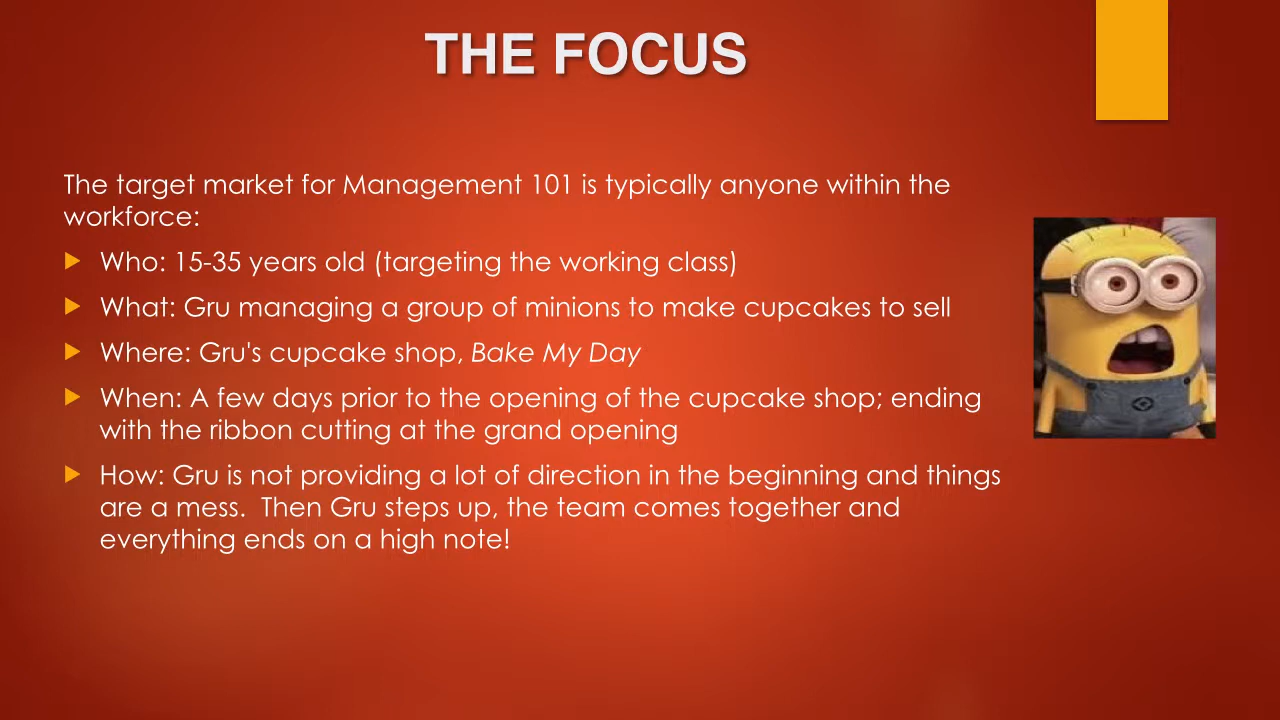 THE FOCUS
The target market for Management 101 is typically anyone within the
workforce:
Who: 15-35 years old (targeting the working class)
What: Gru managing a group of minions to make cupcakes to sell
Where: Gru's cupcake shop, Bake My Day
When: A few days prior to the opening of the cupcake shop; ending
with the ribbon cutting at the grand opening
How: Gru is not providing a lot of direction in the beginning and things
are a mess.  Then Gru steps up, the team comes together and
everything ends on a high note!